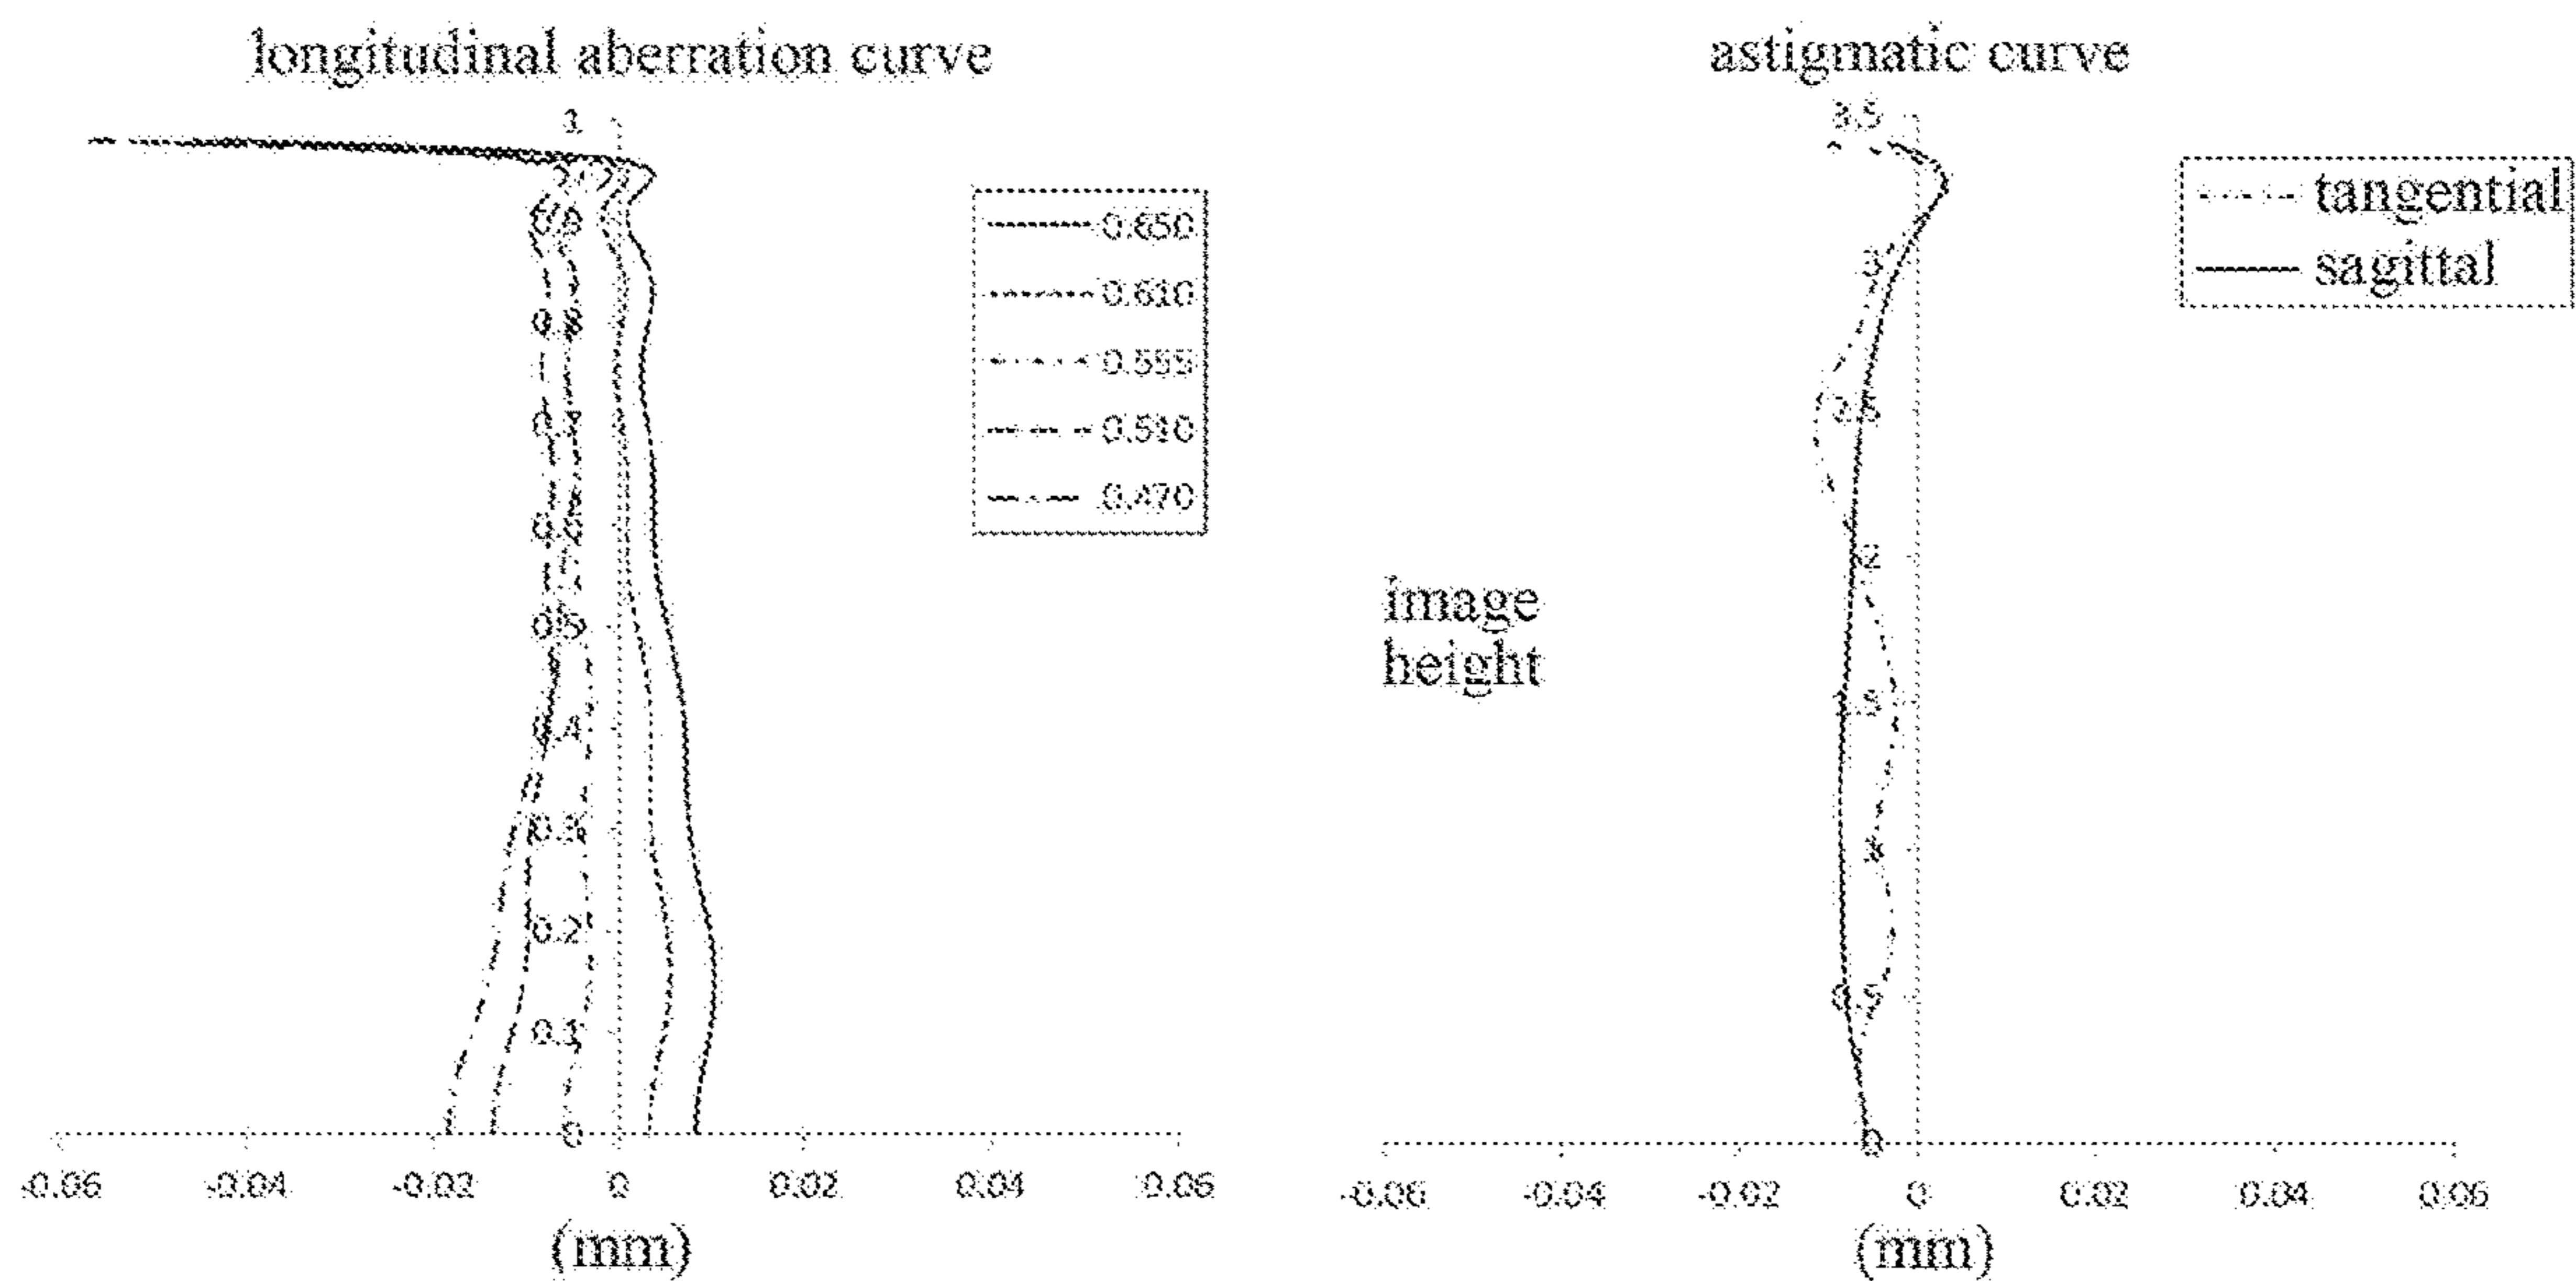 longitudinal aberration curve
1
0.9
0.8
0.7
0.6
0.5
0.4
0.3
0.2
0.1
0
-0.06 -0.04 -0.02 0 0.02 0.04 0.06
(mm)
0.650
0.610
0.555
0.510
0.470
astigmatic curve
3.5
3
2.5
2
1.5
1
0.5
0
image
height
-0.06 -0.04 -0.02 0 0.02 0.04 0.06
(mm)
tangential
sagittal